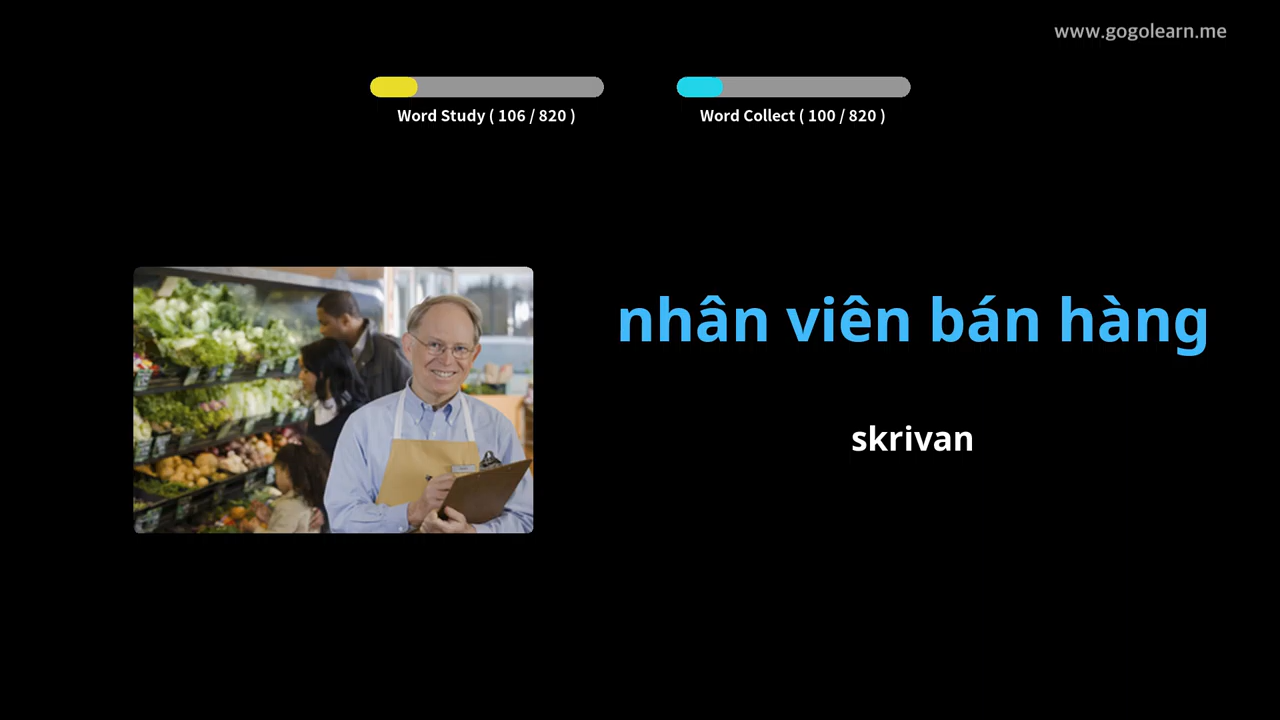 www.gogolearn.me
Word Study ( 106 / 820 )
Word Collect ( 100 / 820 )
nhân viên bán hàng
skrivan